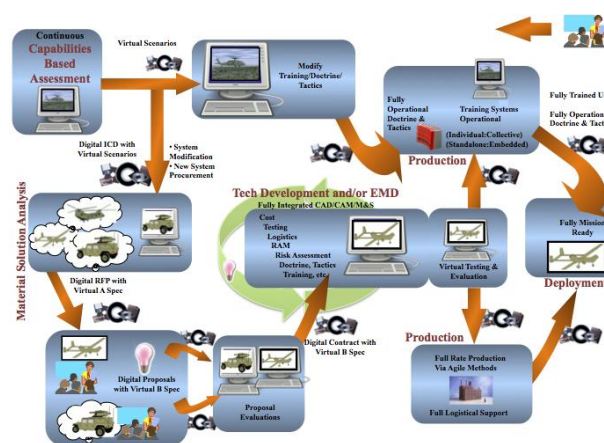 Continuous
Capabilities
Based
Assessment
Virtual Scenarios
Modify
Training/Doctrine/
Tactics
Fully
Operational
Doctrine &
Tactics
Training Systems
Operational
(Individual:Collective)
(Standalone:Embedded)
Production
Fully Trained
Fully
Doctrine &
Digital ICD with
Virtual Scenarios
• System
Modification
• New System
Procurement
Material Solution Analysis
Tech Development and/or EMD
Fully Integrated CAD/CAM/M&S
Cost
Testing
Logistics
RAM
Risk Assessment
Doctrine, Tactics
Training, etc.
Virtual Testing &
Evaluation
Fully Mission
Ready
Deployment
Digital RFP with
Virtual A Spec
Digital Contract with
Virtual B Spec
Digital Proposals
with Virtual B Spec
Proposal
Evaluations
Production
Full Rate Production
Via Agile Methods
Full Logistical Support